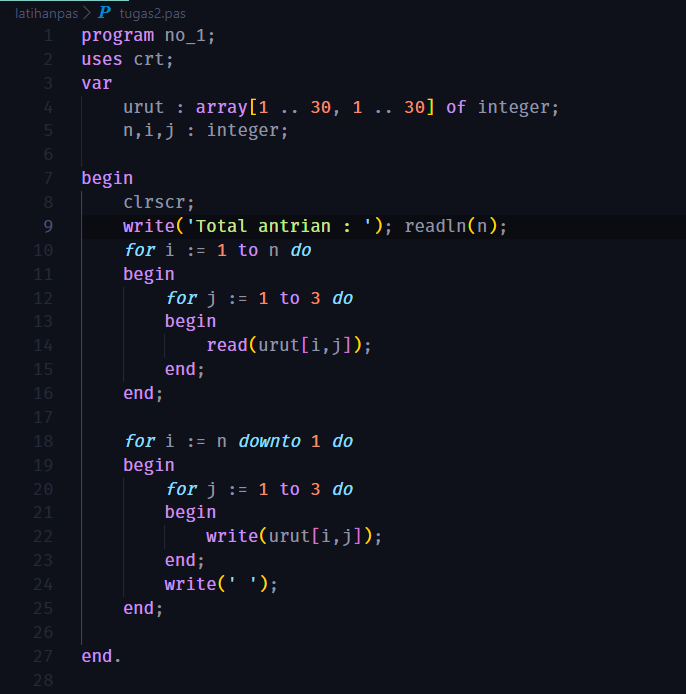 latihanpas > P tugas2.pas
1 program no_1;
2 uses crt;
3 var
4     urut : array[1 .. 30, 1 .. 30] of integer;
5     n,i,j : integer;
6
7 begin
8     clrscr;
9     write('Total antrian : '); readln(n);
10     for i := 1 to n do
11     begin
12         for j := 1 to 3 do
13         begin
14             read(urut[i,j]);
15         end;
16     end;
17
18     for i := n downto 1 do
19     begin
20         for j := 1 to 3 do
21         begin
22             write(urut[i,j]);
23         end;
24         write(' ');
25     end;
26
27 end.
28